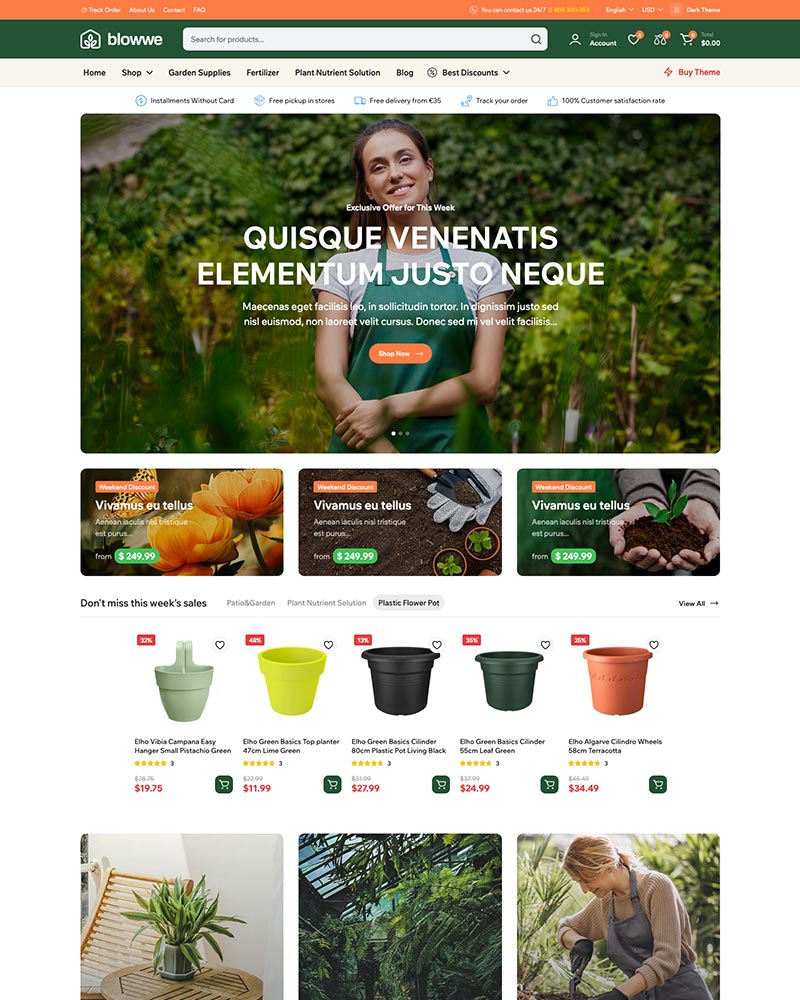 Track Order About Us Contact FAQ
You can contact us 24/7 0 800 300-353 English USD Dark Theme
blowwe
Search for products...
Sign In
Account
0
0
0
Total
$0.00
Home Shop Garden Supplies Fertilizer Plant Nutrient Solution Blog Best Discounts Buy Theme
Installments Without Card Free pickup in stores Free delivery from €35 Track your order 100% Customer satisfaction rate
Exclusive Offer for This Week
QUISQUE VENENATIS
ELEMENTUM JUSTO NEQUE
Maecenas eget facilisis leo, in sollicitudin tortor. In dignissim justo sed
nisl euismod, non laoreet velit cursus. Donec sed mi vel velit facilisis...
Shop Now
Weekend Discount
Vivamus eu tellus
Aenean iaculis nisl tristique
est purus...
from $ 249.99
Weekend Discount
Vivamus eu tellus
Aenean iaculis nisl tristique
est purus...
from $ 249.99
Weekend Discount
Vivamus eu tellus
Aenean iaculis nisl tristique
est purus...
from $ 249.99
Don't miss this week's sales Patio&Garden Plant Nutrient Solution Plastic Flower Pot View All
32%
Elho Vibia Campana Easy
Hanger Small Pistachio Green
3
$28.75
$19.75
48%
Elho Green Basics Top planter
47cm Lime Green
3
$22.99
$11.99
13%
Elho Green Basics Cilinder
80cm Plastic Pot Living Black
3
$31.99
$27.99
35%
Elho Green Basics Cilinder
55cm Leaf Green
3
$37.99
$24.99
25%
Elho Algarve Cilindro Wheels
58cm Terracotta
3
$45.49
$34.49